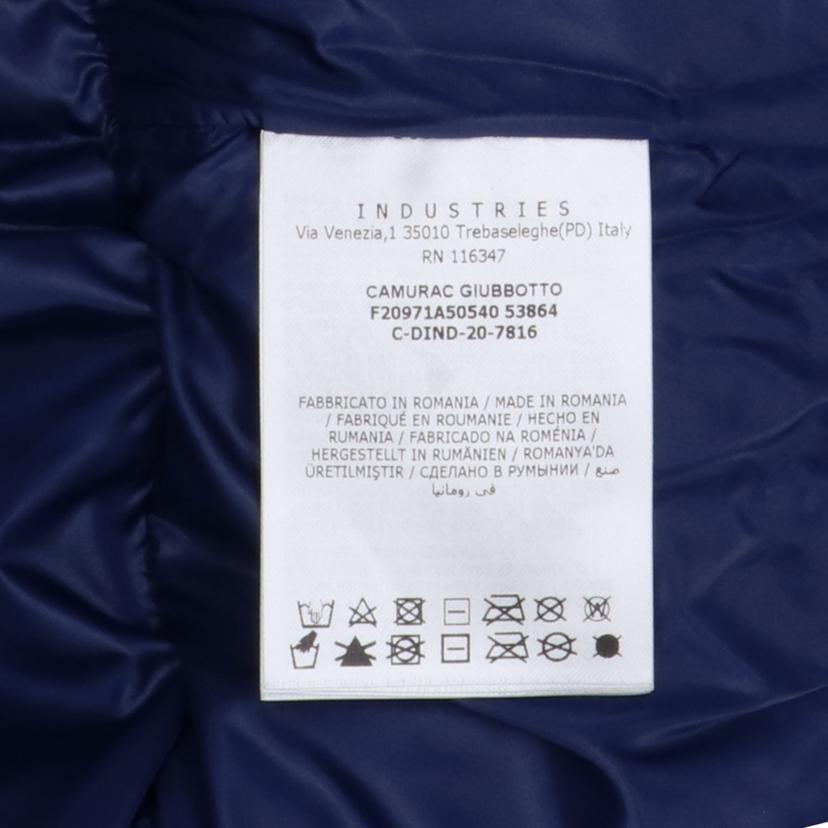 INDUSTRIES
Via Venezia,1 35010 Trebaseleghe(PD) Italy
RN 116347
CAMURAC GIUBBOTTO
F20971A50540 53864
C-DIND-20-7816
FABBRICATO IN ROMANIA / MADE IN ROMANIA
/ FABRIQUÉ EN ROUMANIE / HECHO EN
RUMANIA / FABRICADO NA ROMÉNIA /
HERGESTELLT IN RUMÄNIEN / ROMANYA'DA
ÜRETILMIŞTIR / СДЕЛАНО В РУМЫНИИ / صنع
في رومانيا